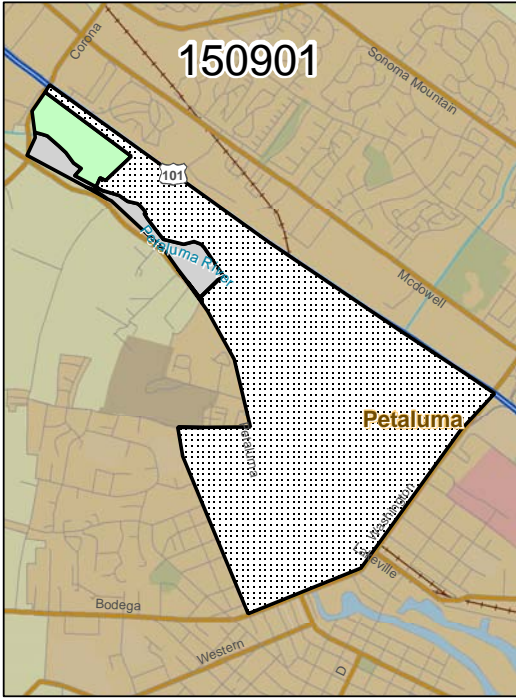 150901
Corona
Sonoma Mountain
101
Petaluma River
Mcdowell
Petaluma
Petaluma
Washington
Lakeville
Bodega
Western
D